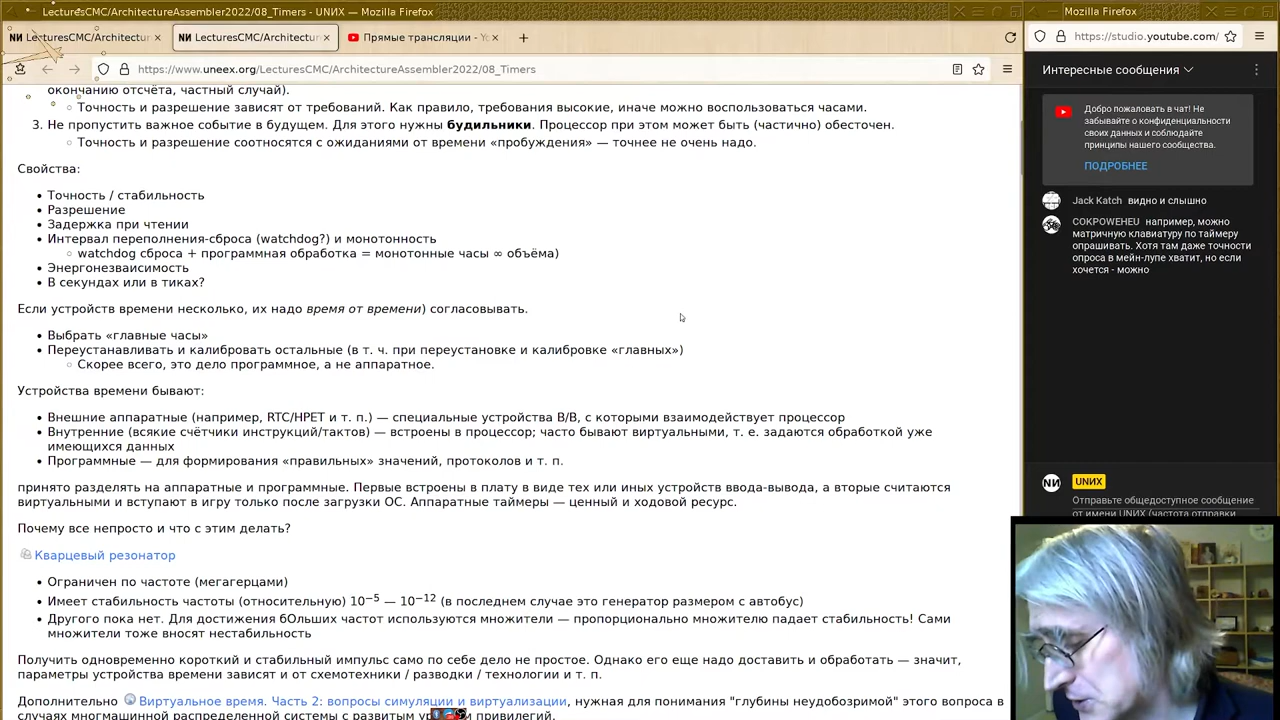 LecturesCMC/ArchitectureAssembler2022/08_Timers - UNИX — Mozilla Firefox
Mozilla Firefox
LecturesCMC/Architectur
LecturesCMC/Architectur
Прямые трансляции - Yo
https://www.uneex.org/LecturesCMC/ArchitectureAssembler2022/08_Timers
https://studio.youtube.com/
окончанию отсчёта, частный случай).
Точность и разрешение зависят от требований. Как правило, требования высокие, иначе можно воспользоваться часами.
3. Не пропустить важное событие в будущем. Для этого нужны будильники. Процессор при этом может быть (частично) обесточен.
Точность и разрешение соотносятся с ожиданиями от времени «пробуждения» — точнее не очень надо.
Свойства:
Точность / стабильность
Разрешение
Задержка при чтении
Интервал переполнения-сброса (watchdog?) и монотонность
watchdog сброса + программная обработка = монотонные часы ∞ объёма)
Энергонезваисимость
В секундах или в тиках?
Если устройств времени несколько, их надо время от времени) согласовывать.
Выбрать «главные часы»
Переустанавливать и калибровать остальные (в т. ч. при переустановке и калибровке «главных»)
Скорее всего, это дело программное, а не аппаратное.
Устройства времени бывают:
Внешние аппаратные (например, RTC/HPET и т. п.) — специальные устройства В/В, с которыми взаимодействует процессор
Внутренние (всякие счётчики инструкций/тактов) — встроены в процессор; часто бывают виртуальными, т. е. задаются обработкой уже
имеющихся данных
Программные — для формирования «правильных» значений, протоколов и т. п.
принято разделять на аппаратные и программные. Первые встроены в плату в виде тех или иных устройств ввода-вывода, а вторые считаются
виртуальными и вступают в игру только после загрузки ОС. Аппаратные таймеры — ценный и ходовой ресурс.
Почему все непросто и что с этим делать?
Кварцевый резонатор
Ограничен по частоте (мегагерцами)
Имеет стабильность частоты (относительную) 10⁻⁵ — 10⁻¹² (в последнем случае это генератор размером с автобус)
Другого пока нет. Для достижения бОльших частот используются множители — пропорционально множителю падает стабильность! Сами
множители тоже вносят нестабильность
Получить одновременно короткий и стабильный импульс само по себе дело не простое. Однако его еще надо доставить и обработать — значит,
параметры устройства времени зависят и от схемотехники / разводки / технологии и т. п.
Дополнительно Виртуальное время. Часть 2: вопросы симуляции и виртуализации, нужная для понимания "глубины неудобозримой" этого вопроса в
случаях многмашинной распределенной системы с развитым привилегий.
Интересные сообщения
Добро пожаловать в чат! Не
забывайте о конфиденциальности
своих данных и соблюдайте
принципы нашего сообщества.
ПОДРОБНЕЕ
Jack Katch видно и слышно
COKPOWEHEU например, можно
матричную клавиатуру по таймеру
опрашивать. Хотя там даже точности
опроса в мейн-лупе хватит, но если
хочется - можно
UNИX
Отправьте общедоступное сообщение
от имени UNИX (частота отправки